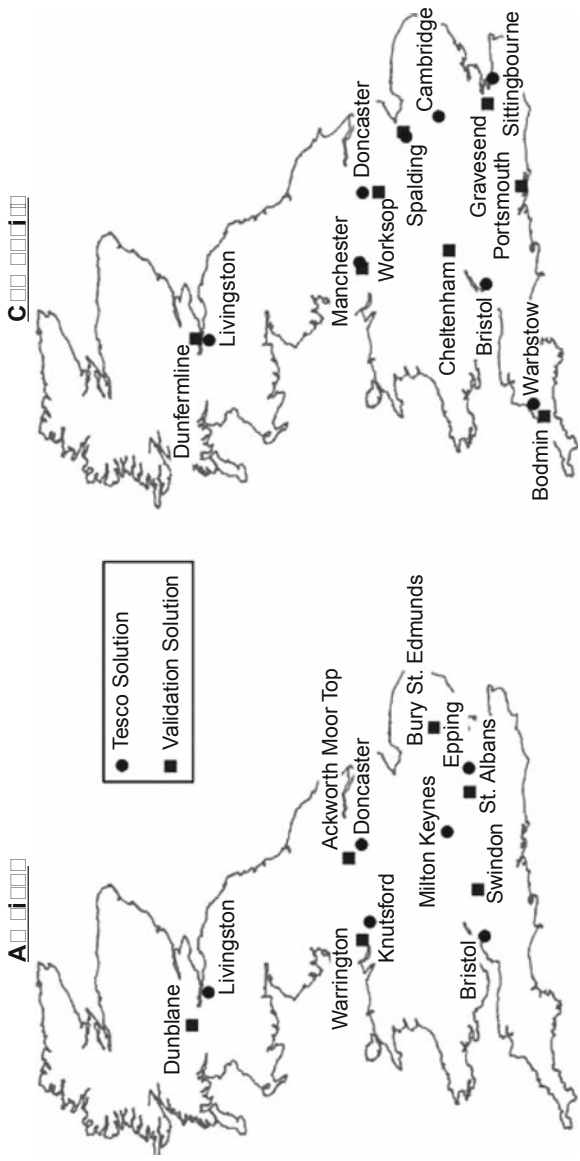 Tesco Solution
Validation Solution
Dunblane
Livingston
Warrington
Ackworth Moor Top
Knutsford
Doncaster
Milton Keynes
Bury St. Edmunds
Epping
Bristol
Swindon
St. Albans
Dunfermline
Livingston
Manchester
Doncaster
Worksop
Spalding
Cambridge
Cheltenham
Bristol
Gravesend
Portsmouth
Sittingbourne
Warbstow
Bodmin